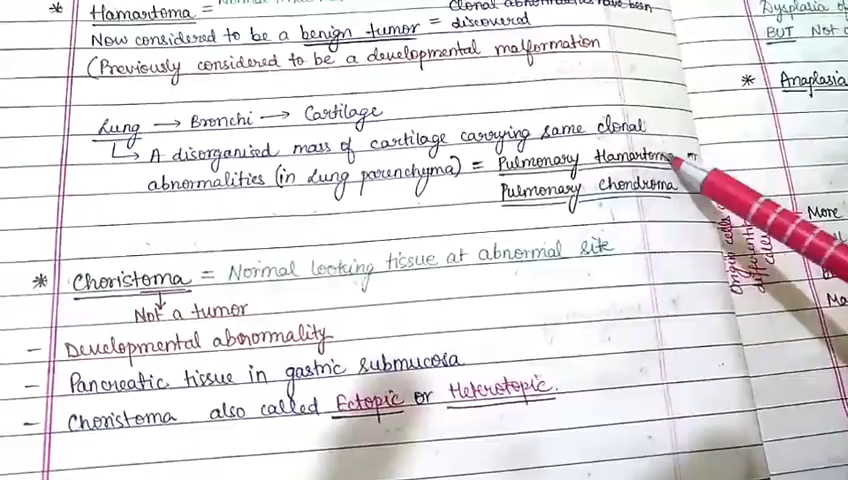 * Hamartoma =
Clonal abnormalities have been
Now considered to be a benign tumor = discovered
(Previously considered to be a developmental malformation
Lung → Bronchi → Cartilage
↳ A disorganised mass of cartilage carrying same clonal
abnormalities (in lung parenchyma) = Pulmonary Hamartoma
Pulmonary Chondroma
* Choristoma = Normal looking tissue at abnormal site
Not a tumor
- Developmental abnormality
- Pancreatic tissue in gastric submucosa
- Choristoma also called Ectopic or Heterotopic.
Dysplasia
BUT Not
* Anaplasia
More
Origin cells